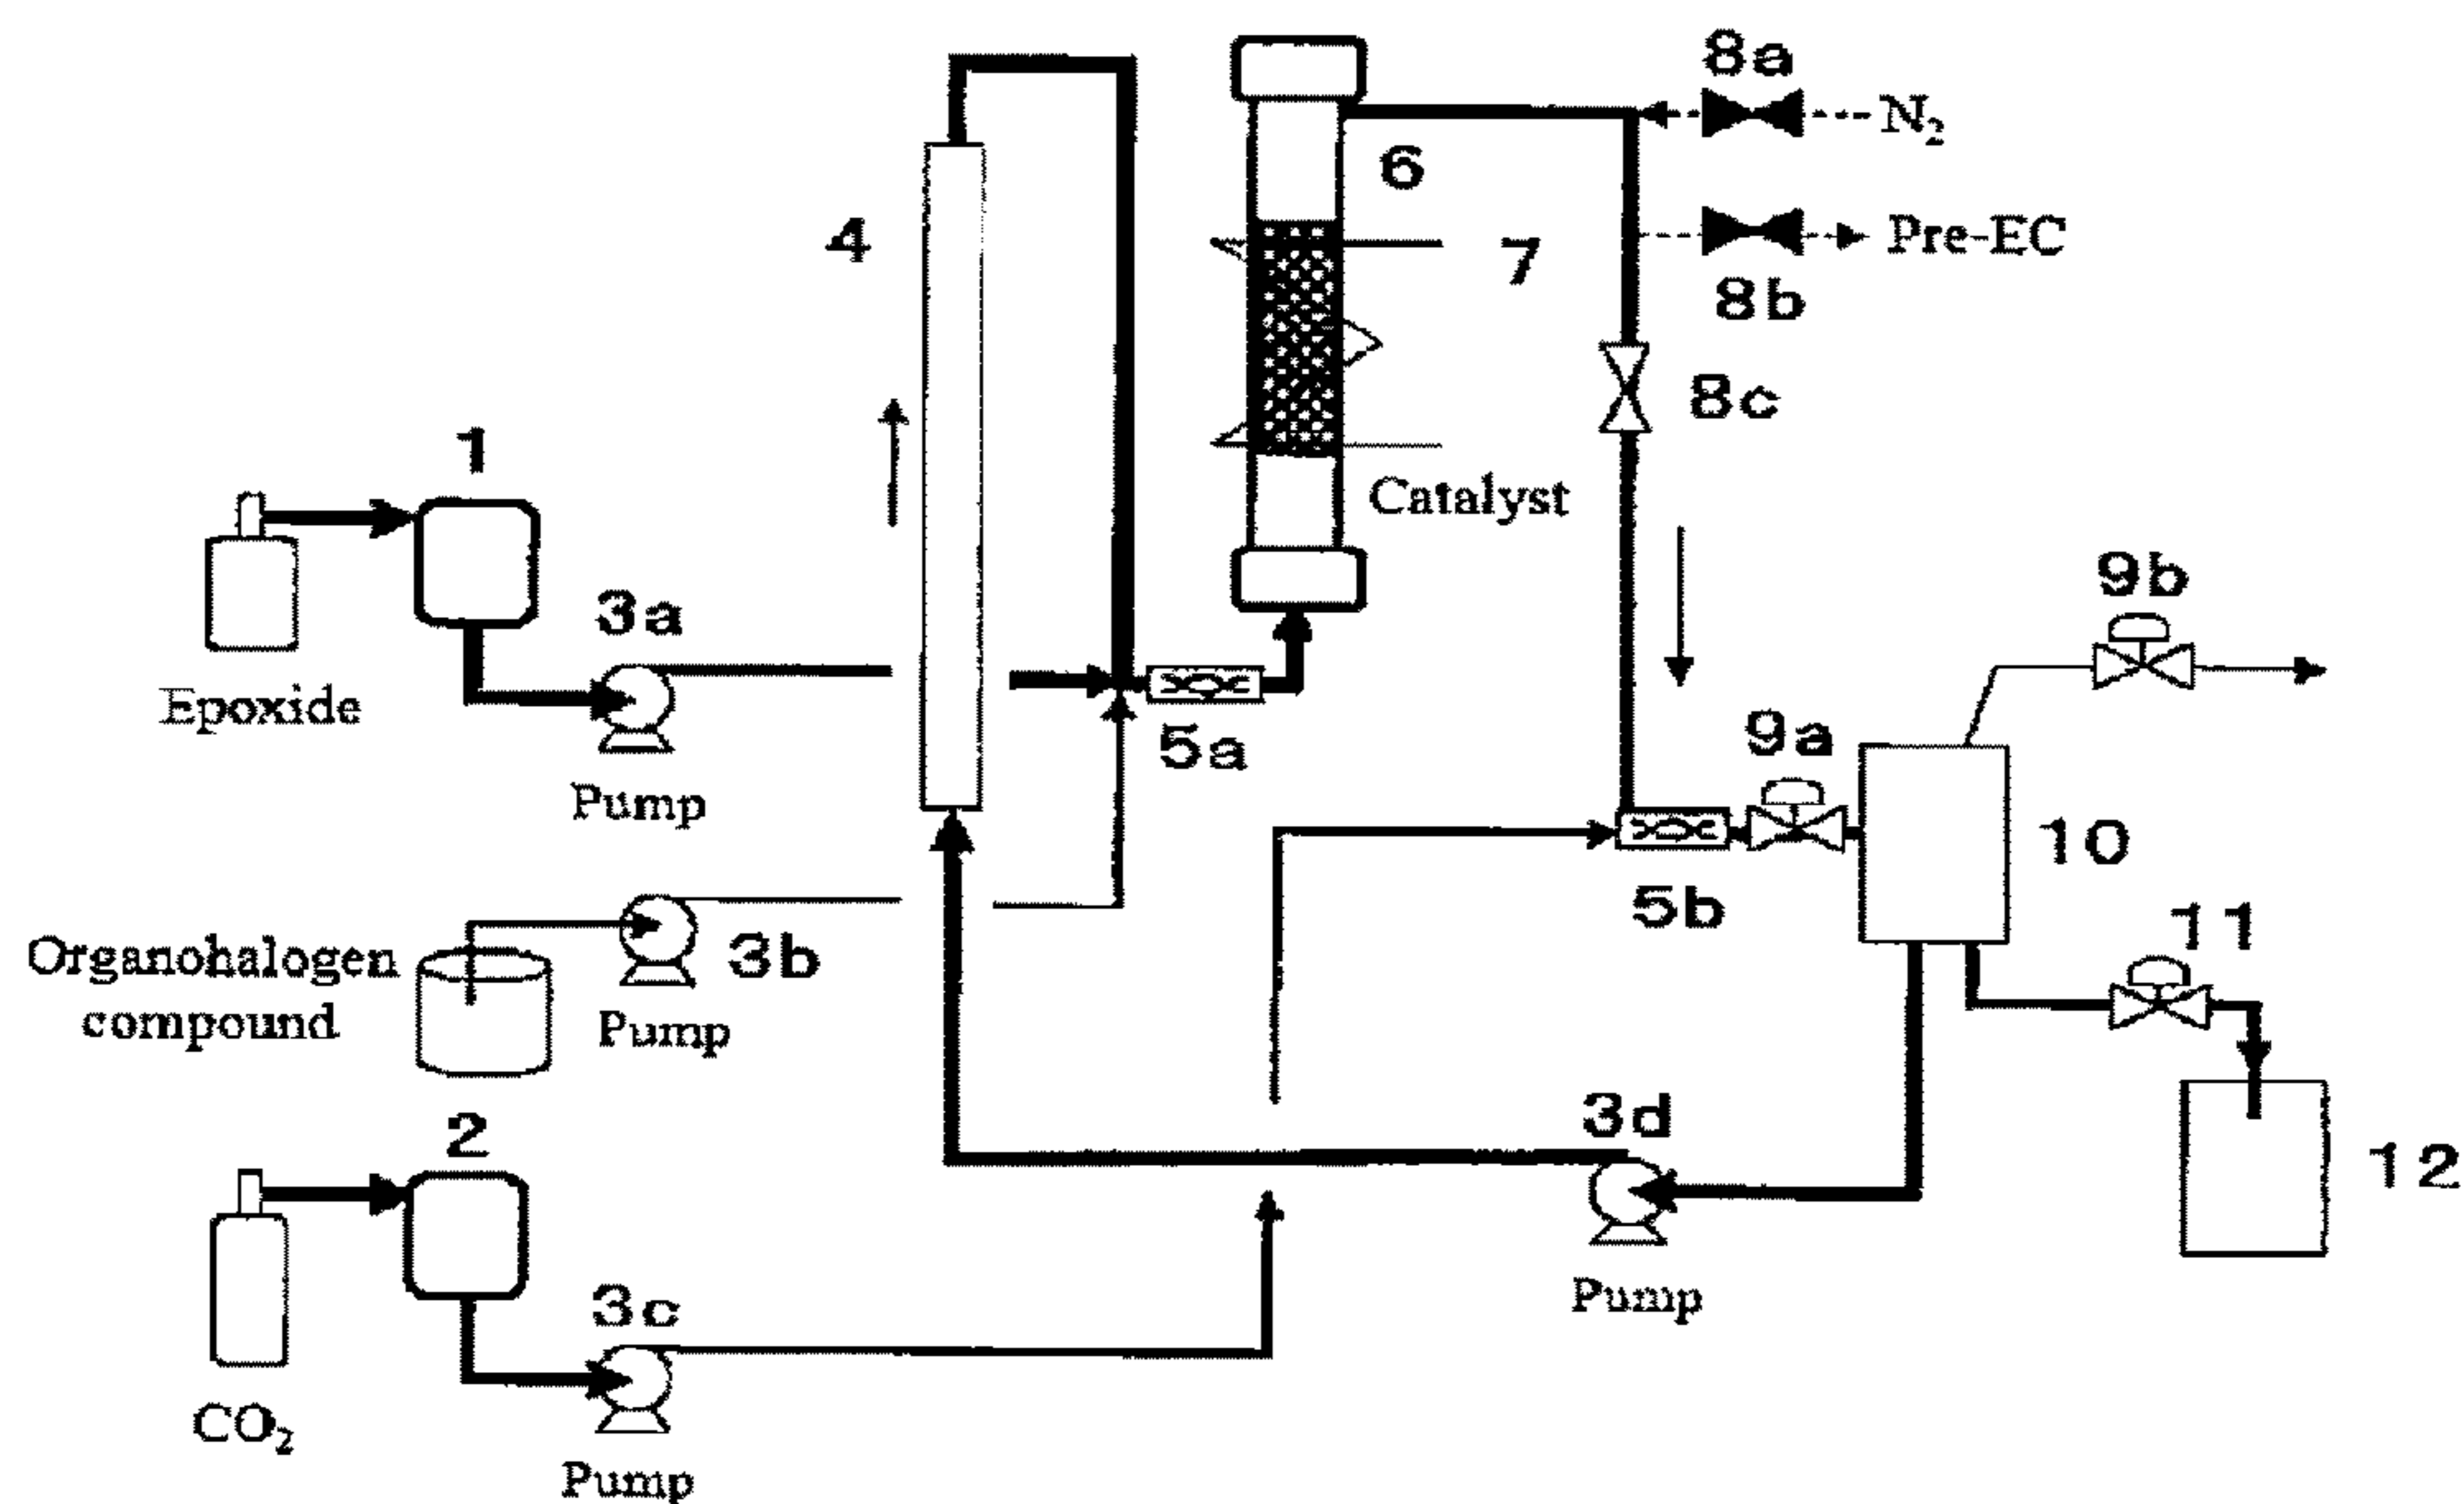 8a
N₂
6
4
7
Pre-EC
8b
8c
1
Catalyst
3a
9b
Epoxide
5a
9a
Pump
10
5b
11
Organohalogen
compound
3b
Pump
2
3d
12
3c
Pump
CO₂
Pump